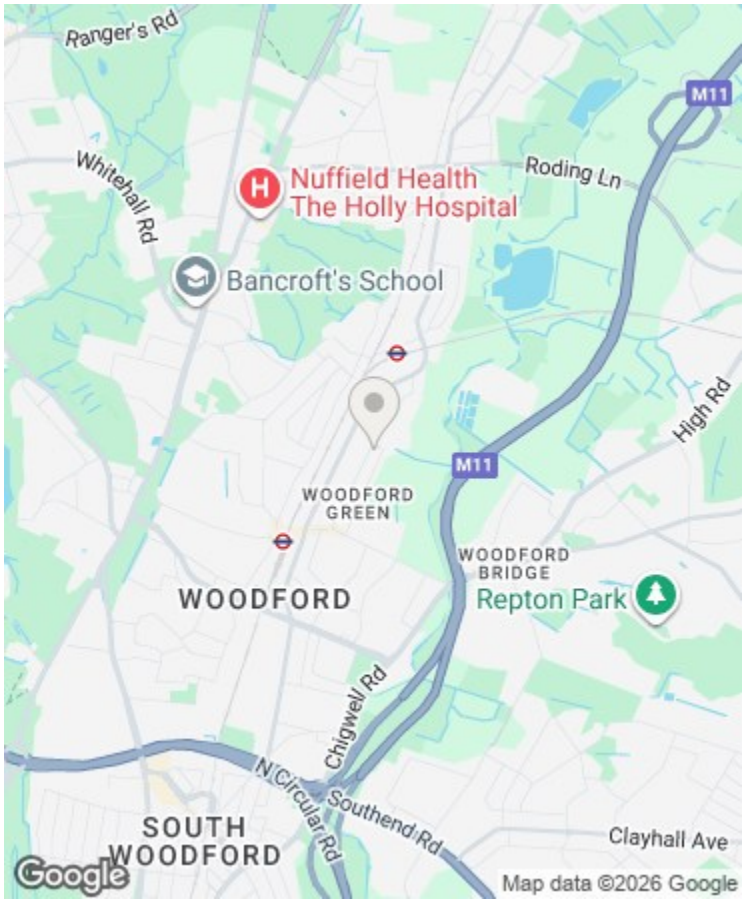 Ranger's Rd
M11
Whitehall Rd
Roding Ln
H
Nuffield Health
The Holly Hospital
Bancroft's School
High Rd
M11
WOODFORD
GREEN
WOODFORD
BRIDGE
WOODFORD
Repton Park
Chigwell Rd
N Circular Rd
Southend Rd
SOUTH
WOODFORD
Clayhall Ave
Google
Map data ©2026 Google